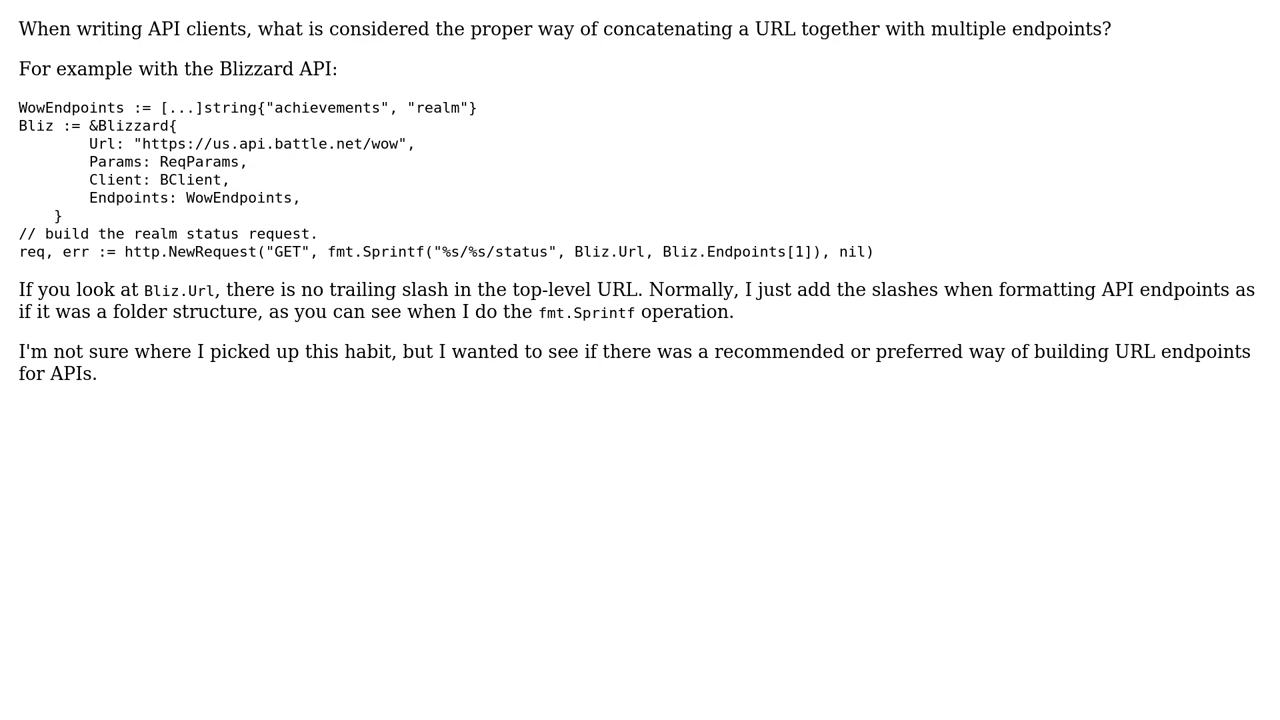 When writing API clients, what is considered the proper way of concatenating a URL together with multiple endpoints?
For example with the Blizzard API:
WowEndpoints := [...]string{"achievements", "realm"}
Bliz := &Blizzard{
        Url: "https://us.api.battle.net/wow",
        Params: ReqParams,
        Client: BClient,
        Endpoints: WowEndpoints,
    }
// build the realm status request.
req, err := http.NewRequest("GET", fmt.Sprintf("%s/%s/status", Bliz.Url, Bliz.Endpoints[1]), nil)
If you look at Bliz.Url, there is no trailing slash in the top-level URL. Normally, I just add the slashes when formatting API endpoints as
if it was a folder structure, as you can see when I do the fmt.Sprintf operation.
I'm not sure where I picked up this habit, but I wanted to see if there was a recommended or preferred way of building URL endpoints
for APIs.